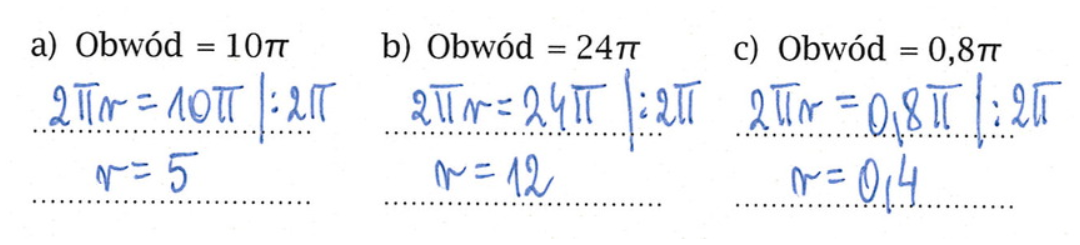 a) Obwód = 10π
2πr = 10π |:2π
r = 5
b) Obwód = 24π
2πr = 24π |:2π
r = 12
c) Obwód = 0,8π
2πr = 0,8π |:2π
r = 0,4